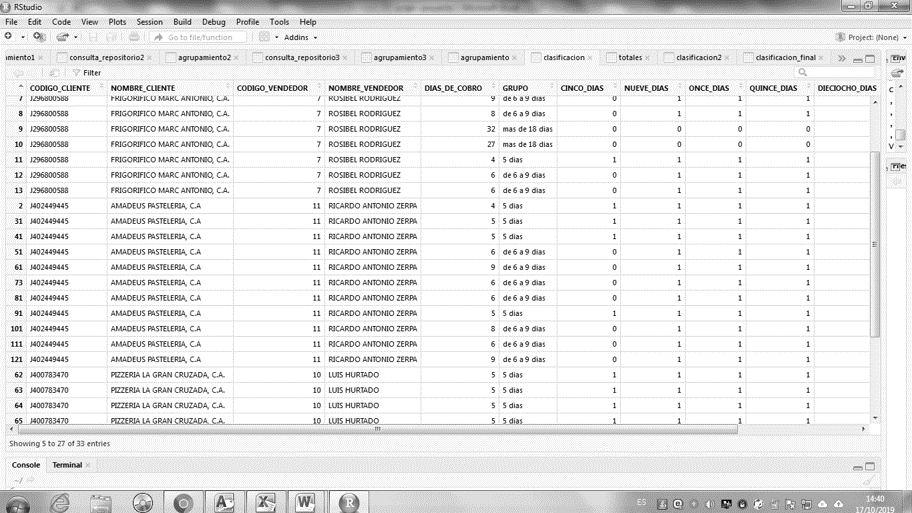 RStudio
File Edit Code View Plots Session Build Debug Profile Tools Help
Go to file/function Addins Project: (None)
amiento1 consulta_repositorio2 agrupamiento2 consulta_repositorio3 agrupamiento3 agrupamiento clasificacion totales clasificacion2 clasificacion_final
Filter
CODIGO_CLIENTE NOMBRE_CLIENTE CODIGO_VENDEDOR NOMBRE_VENDEDOR DIAS_DE_COBRO GRUPO CINCO_DIAS NUEVE_DIAS ONCE_DIAS QUINCE_DIAS DIECIOCHO_DIAS
7 J296800588 FRIGORIFICO MARC ANTONIO, C.A. 7 ROSIBEL RODRIGUEZ 9 de 6 a 9 dias 0 1 1 1
8 J296800588 FRIGORIFICO MARC ANTONIO, C.A. 7 ROSIBEL RODRIGUEZ 8 de 6 a 9 dias 0 1 1 1
9 J296800588 FRIGORIFICO MARC ANTONIO, C.A. 7 ROSIBEL RODRIGUEZ 32 mas de 18 dias 0 0 0 0
10 J296800588 FRIGORIFICO MARC ANTONIO, C.A. 7 ROSIBEL RODRIGUEZ 27 mas de 18 dias 0 0 0 0
11 J296800588 FRIGORIFICO MARC ANTONIO, C.A. 7 ROSIBEL RODRIGUEZ 4 5 dias 1 1 1 1
12 J296800588 FRIGORIFICO MARC ANTONIO, C.A. 7 ROSIBEL RODRIGUEZ 6 de 6 a 9 dias 0 1 1 1
13 J296800588 FRIGORIFICO MARC ANTONIO, C.A. 7 ROSIBEL RODRIGUEZ 6 de 6 a 9 dias 0 1 1 1
2 J402449445 AMADEUS PASTELERIA, C.A 11 RICARDO ANTONIO ZERPA 4 5 dias 1 1 1 1
31 J402449445 AMADEUS PASTELERIA, C.A 11 RICARDO ANTONIO ZERPA 5 5 dias 1 1 1 1
41 J402449445 AMADEUS PASTELERIA, C.A 11 RICARDO ANTONIO ZERPA 5 5 dias 1 1 1 1
51 J402449445 AMADEUS PASTELERIA, C.A 11 RICARDO ANTONIO ZERPA 6 de 6 a 9 dias 0 1 1 1
61 J402449445 AMADEUS PASTELERIA, C.A 11 RICARDO ANTONIO ZERPA 9 de 6 a 9 dias 0 1 1 1
73 J402449445 AMADEUS PASTELERIA, C.A 11 RICARDO ANTONIO ZERPA 6 de 6 a 9 dias 0 1 1 1
81 J402449445 AMADEUS PASTELERIA, C.A 11 RICARDO ANTONIO ZERPA 6 de 6 a 9 dias 0 1 1 1
91 J402449445 AMADEUS PASTELERIA, C.A 11 RICARDO ANTONIO ZERPA 5 5 dias 1 1 1 1
101 J402449445 AMADEUS PASTELERIA, C.A 11 RICARDO ANTONIO ZERPA 8 de 6 a 9 dias 0 1 1 1
111 J402449445 AMADEUS PASTELERIA, C.A 11 RICARDO ANTONIO ZERPA 6 de 6 a 9 dias 0 1 1 1
121 J402449445 AMADEUS PASTELERIA, C.A 11 RICARDO ANTONIO ZERPA 9 de 6 a 9 dias 0 1 1 1
62 J400783470 PIZZERIA LA GRAN CRUZADA, C.A. 10 LUIS HURTADO 5 5 dias 1 1 1 1
63 J400783470 PIZZERIA LA GRAN CRUZADA, C.A. 10 LUIS HURTADO 5 5 dias 1 1 1 1
64 J400783470 PIZZERIA LA GRAN CRUZADA, C.A. 10 LUIS HURTADO 5 5 dias 1 1 1 1
65 J400783470 PIZZERIA LA GRAN CRUZADA, C.A. 10 LUIS HURTADO 5 5 dias 1 1 1 1
Showing 5 to 27 of 33 entries
Console Terminal
~/
ES 14:40
17/10/2019